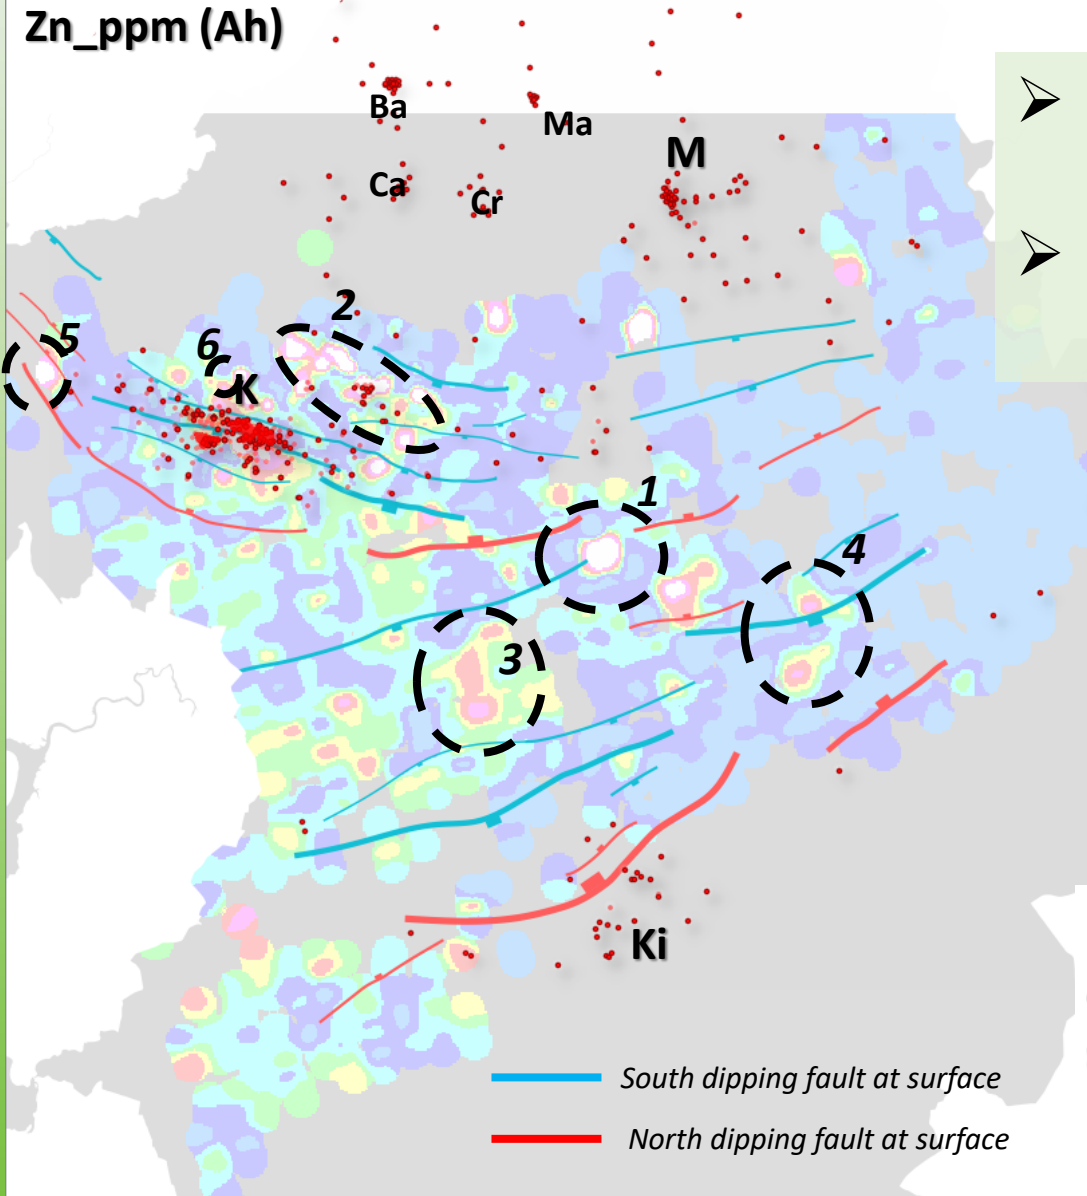 Zn_ppm (Ah)
Ba
Ma
M
Ca
Cr
2
5
6
K
1
4
3
Ki
South dipping fault at surface
North dipping fault at surface